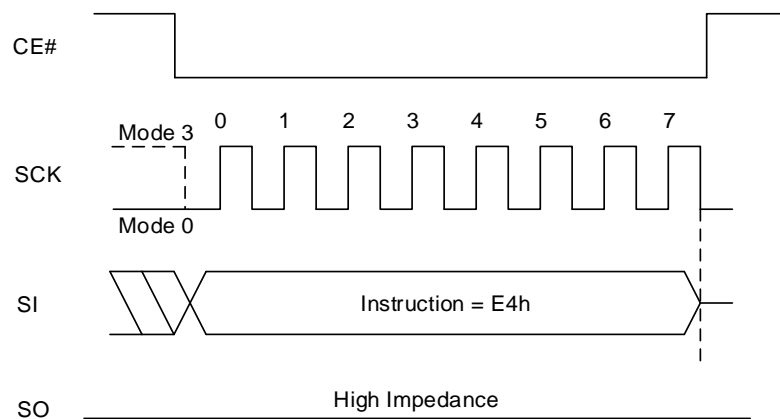 CE#
0 1 2 3 4 5 6 7
Mode 3
SCK
Mode 0
SI
Instruction = E4h
High Impedance
SO